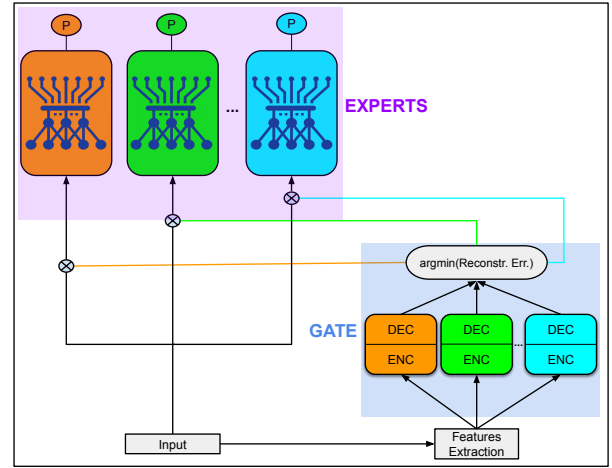 P
P
P
...
EXPERTS
argmin(Reconstr. Err.)
GATE
DEC
DEC
DEC
...
ENC
ENC
ENC
Input
Features
Extraction